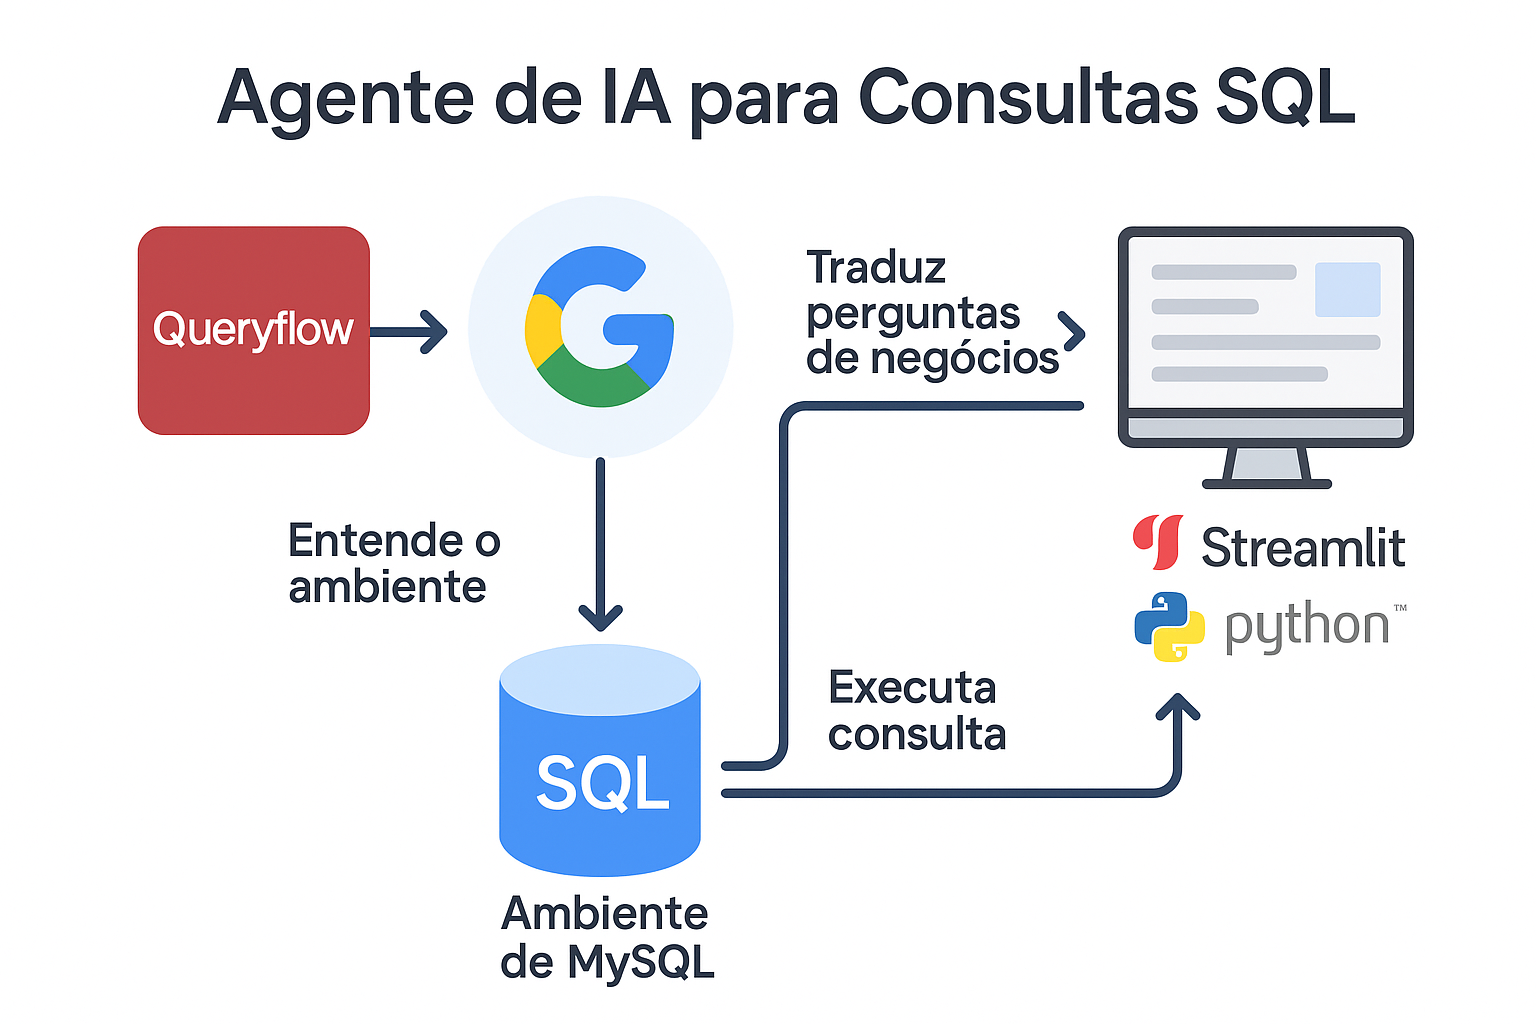 Agente de IA para Consultas SQL
Queryflow
G
Traduz
perguntas
de negócios
Entende o
ambiente
Streamlit
python™
Executa
consulta
SQL
Ambiente
de MySQL